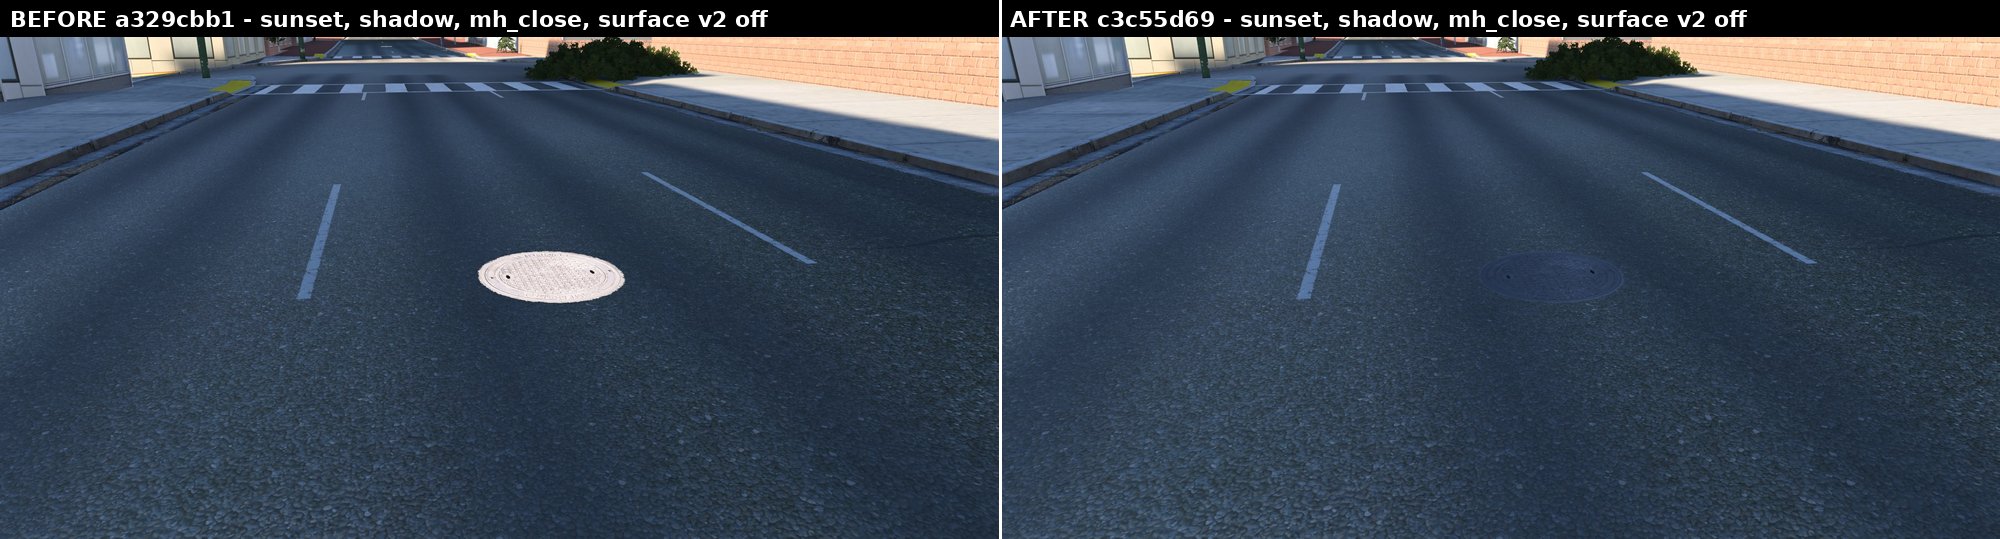 BEFORE a329cbb1 - sunset, shadow, mh_close, surface v2 off
AFTER c3c55d69 - sunset, shadow, mh_close, surface v2 off